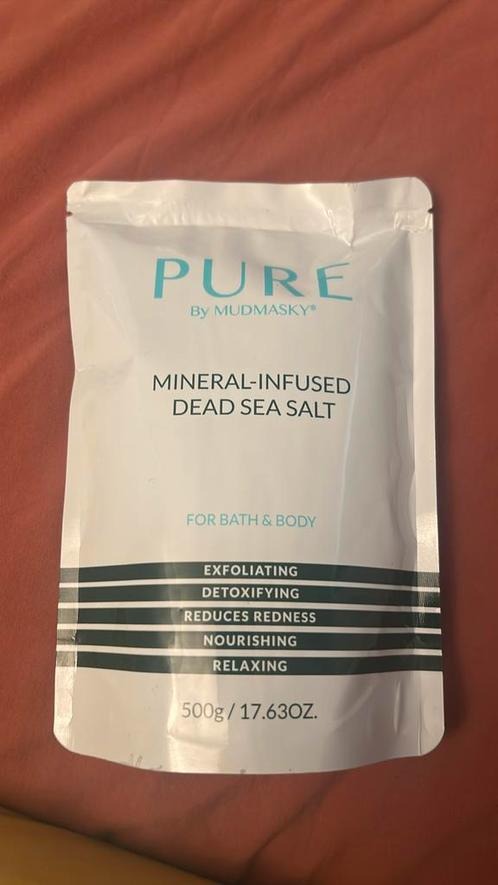 PURE
By MUDMASKY®
MINERAL-INFUSED
DEAD SEA SALT
FOR BATH & BODY
EXFOLIATING
DETOXIFYING
REDUCES REDNESS
NOURISHING
RELAXING
500g / 17.63OZ.